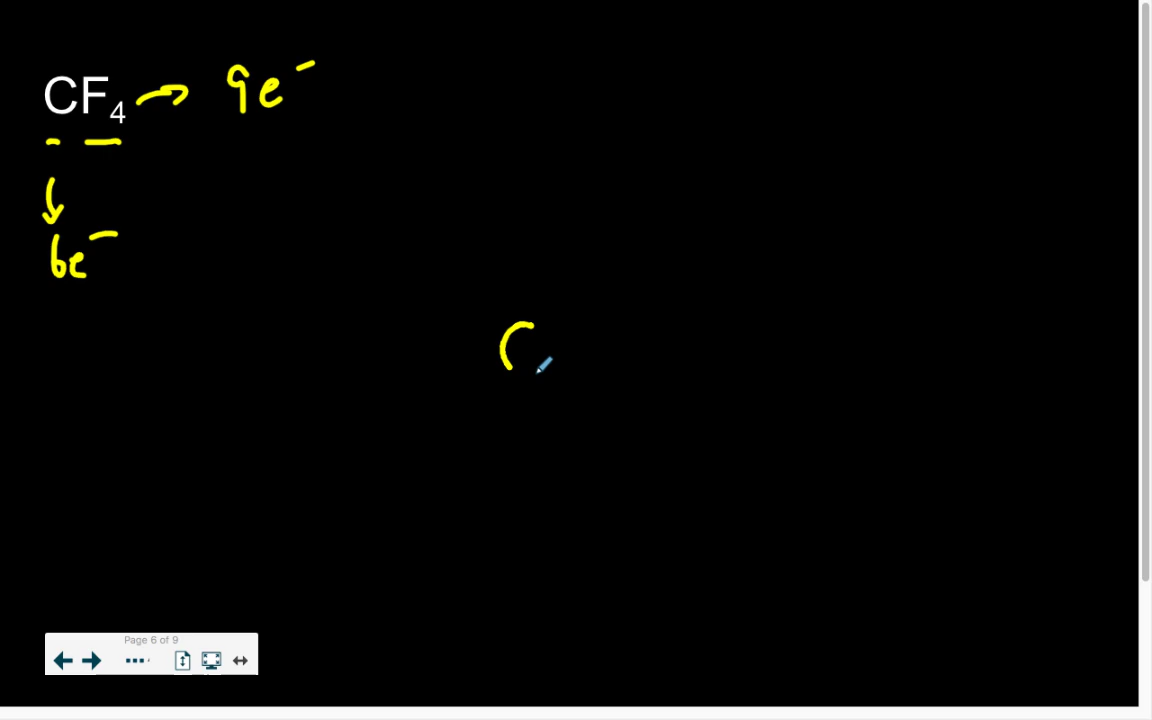 CF₄ → 9e⁻
↓
6e⁻
C
Page 6 of 9